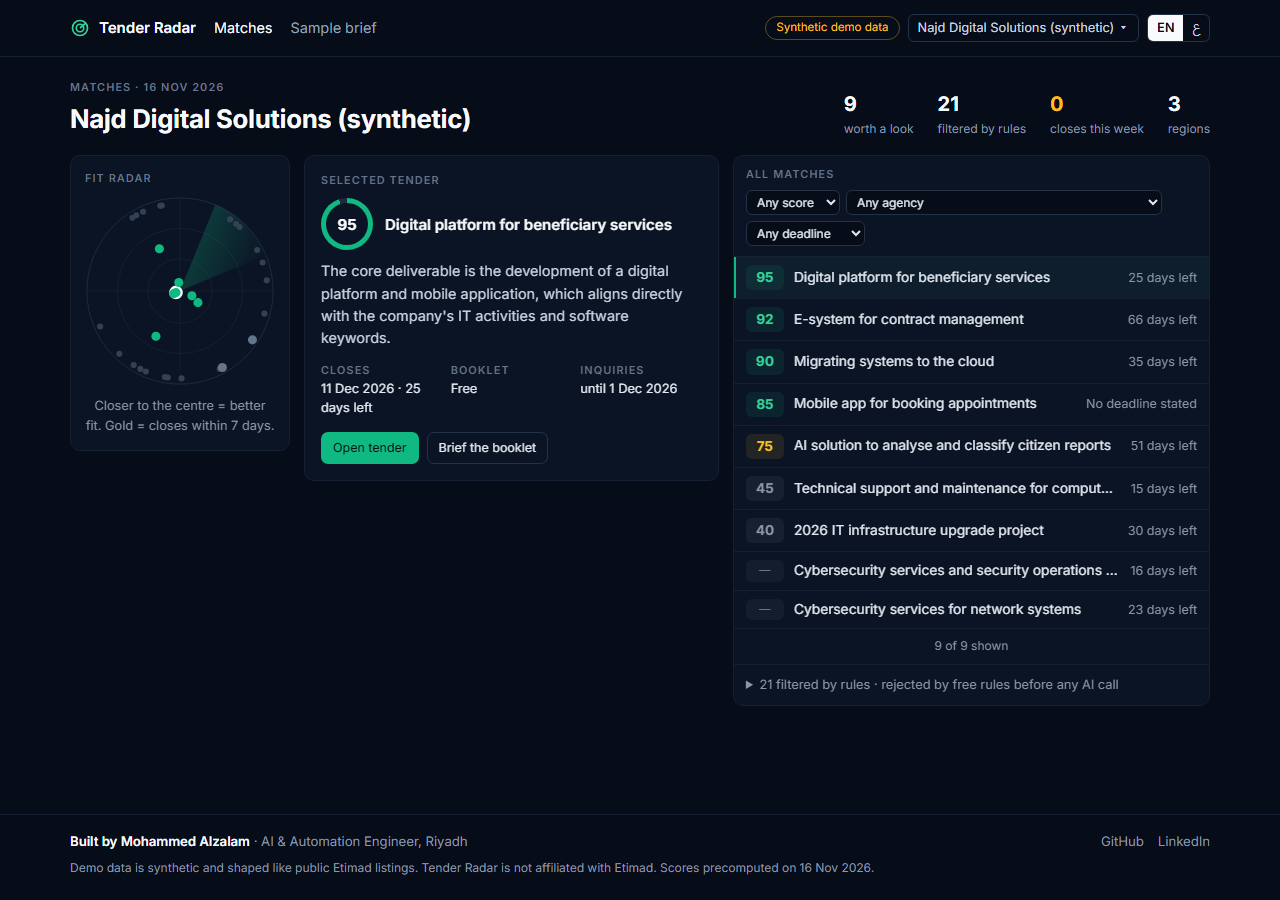 Tender Radar Matches Sample brief Synthetic demo data Najd Digital Solutions (synthetic) EN ع
MATCHES · 16 NOV 2026
Najd Digital Solutions (synthetic)
9 21 0 3
worth a look filtered by rules closes this week regions
FIT RADAR
Closer to the centre = better
fit. Gold = closes within 7 days.
SELECTED TENDER
95 Digital platform for beneficiary services
The core deliverable is the development of a digital
platform and mobile application, which aligns directly
with the company's IT activities and software
keywords.
CLOSES BOOKLET INQUIRIES
11 Dec 2026 · 25 Free until 1 Dec 2026
days left
Open tender Brief the booklet
ALL MATCHES
Any score Any agency
Any deadline
95 Digital platform for beneficiary services 25 days left
92 E-system for contract management 66 days left
90 Migrating systems to the cloud 35 days left
85 Mobile app for booking appointments No deadline stated
75 AI solution to analyse and classify citizen reports 51 days left
45 Technical support and maintenance for comput... 15 days left
40 2026 IT infrastructure upgrade project 30 days left
— Cybersecurity services and security operations ... 16 days left
— Cybersecurity services for network systems 23 days left
9 of 9 shown
21 filtered by rules · rejected by free rules before any AI call
Built by Mohammed Alzalam · AI & Automation Engineer, Riyadh GitHub LinkedIn
Demo data is synthetic and shaped like public Etimad listings. Tender Radar is not affiliated with Etimad. Scores precomputed on 16 Nov 2026.